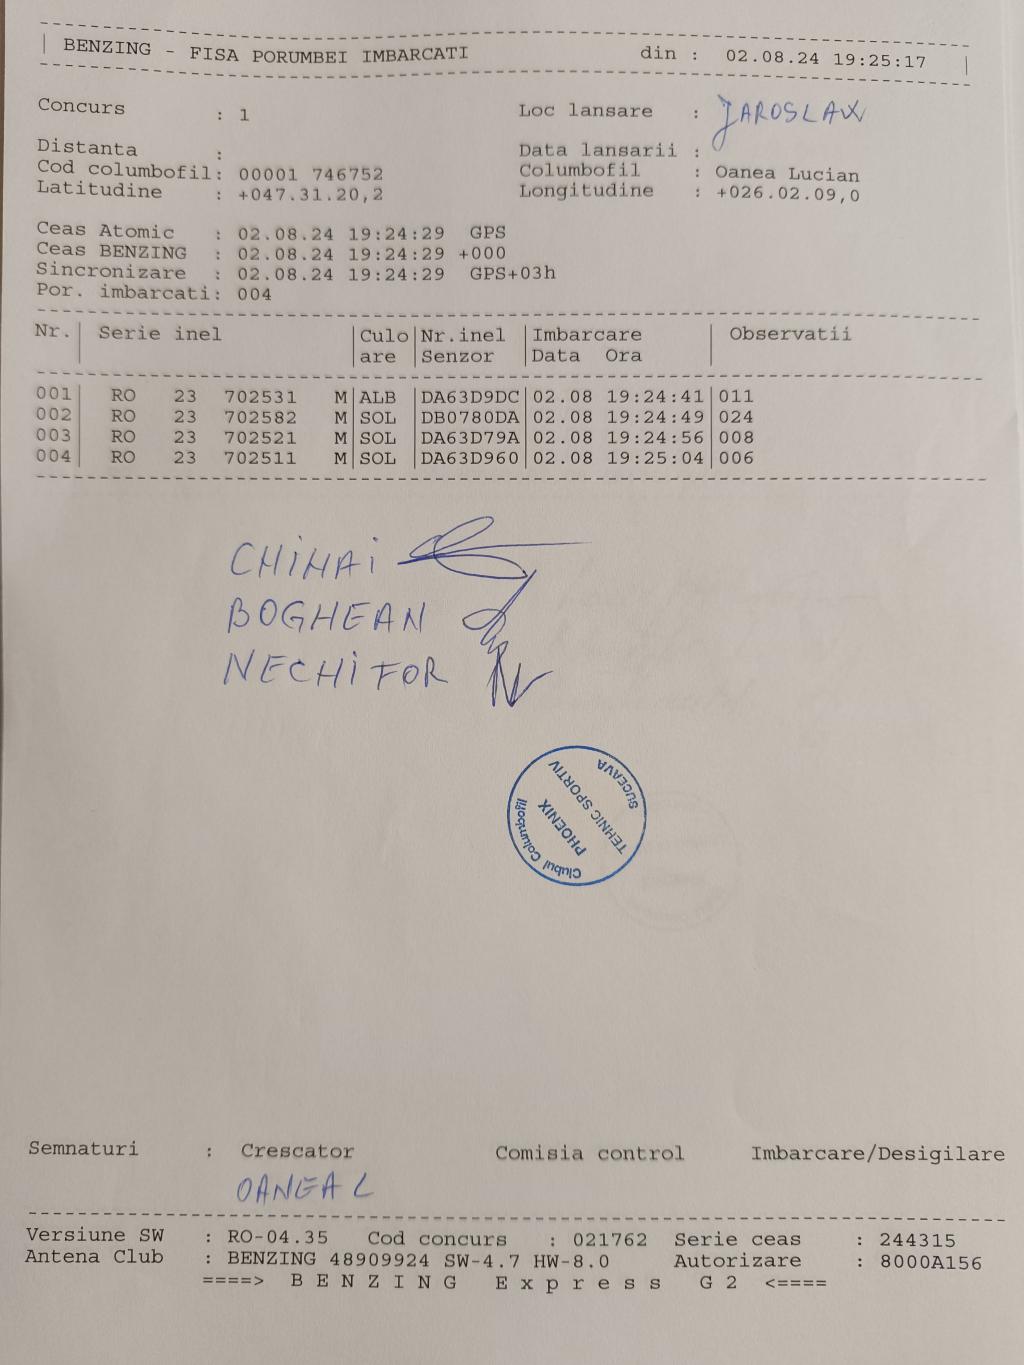 BENZING - FISA PORUMBEI IMBARCATI din : 02.08.24 19:25:17
Concurs : 1 Loc lansare : JAROSLAW
Distanta : Data lansarii :
Cod columbofil: 00001 746752 Columbofil : Oanea Lucian
Latitudine : +047.31.20,2 Longitudine : +026.02.09,0
Ceas Atomic : 02.08.24 19:24:29 GPS
Ceas BENZING : 02.08.24 19:24:29 +000
Sincronizare : 02.08.24 19:24:29 GPS+03h
Por. imbarcati: 004
Nr.| Serie inel |Culo|Nr.inel |Imbarcare | Observatii
|are |Senzor |Data Ora |
001| RO 23 702531 M|ALB |DA63D9DC|02.08 19:24:41|011
002| RO 23 702582 M|SOL |DB0780DA|02.08 19:24:49|024
003| RO 23 702521 M|SOL |DA63D79A|02.08 19:24:56|008
004| RO 23 702511 M|SOL |DA63D960|02.08 19:25:04|006
CHIHAI
BOGHEAN
NECHIFOR
Clubul Columbofil
PHOENIX
TEHNIC SPORTIV
SUCEAVA
Semnaturi : Crescator Comisia control Imbarcare/Desigilare
OANEA L
Versiune SW : RO-04.35 Cod concurs : 021762 Serie ceas : 244315
Antena Club : BENZING 48909924 SW-4.7 HW-8.0 Autorizare : 8000A156
====> B E N Z I N G E x p r e s s G 2 <====